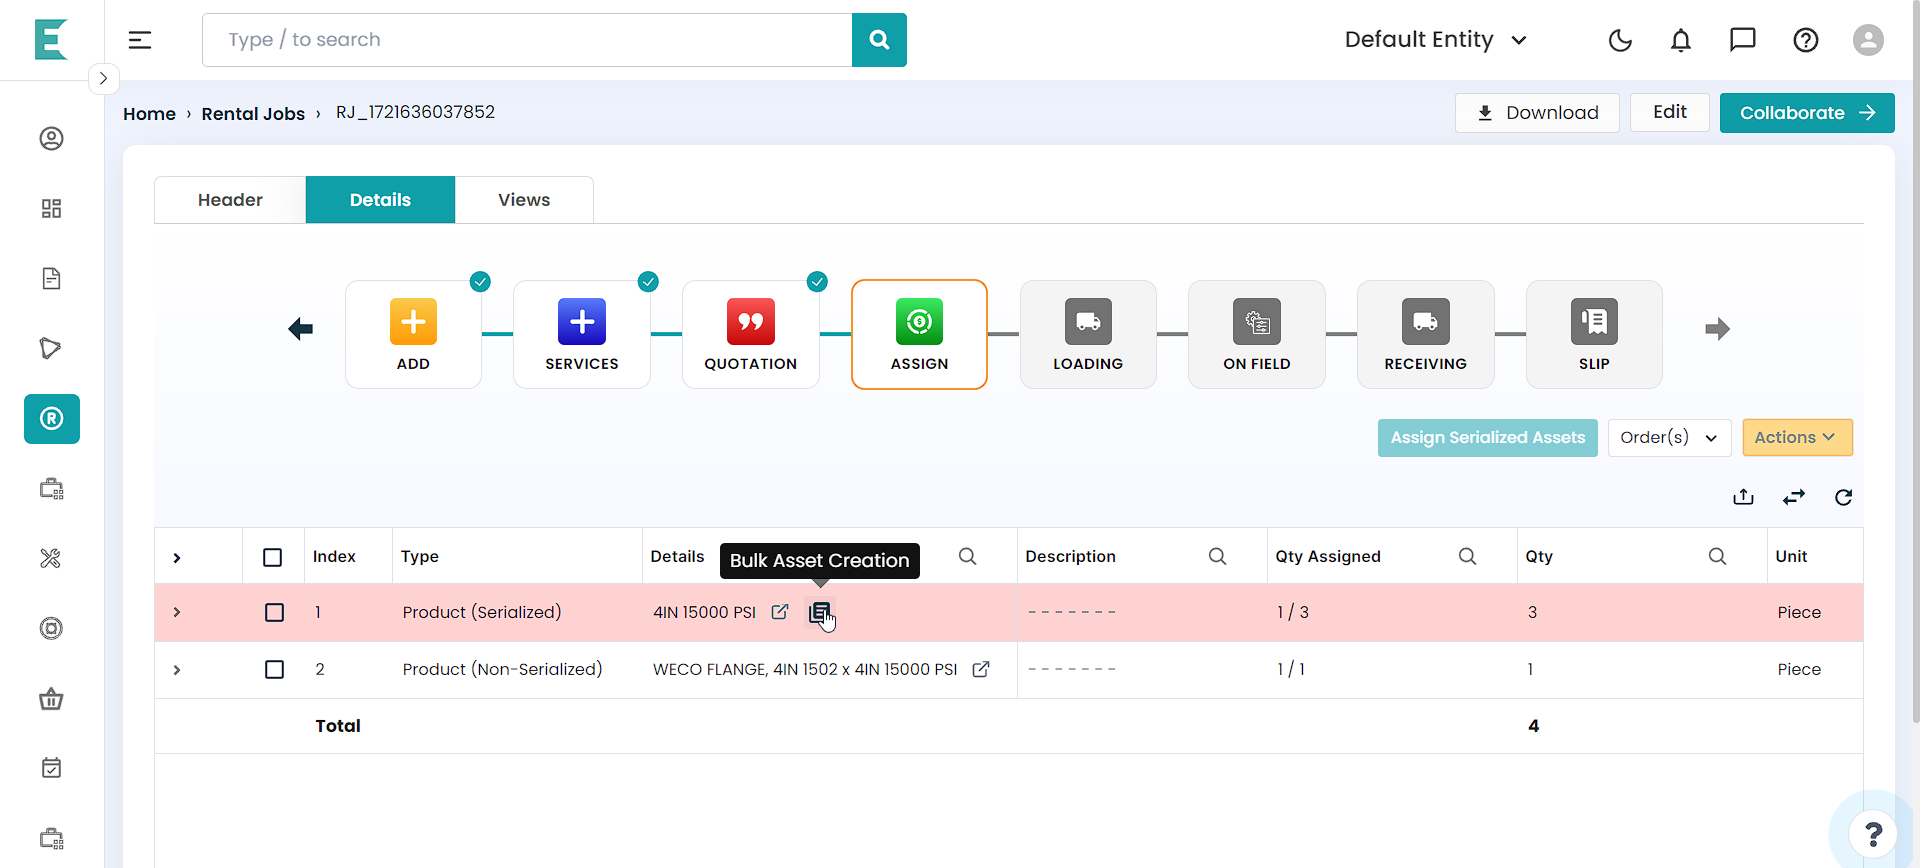 Type / to search
Default Entity
Home › Rental Jobs › RJ_1721636037852
Download
Edit
Collaborate
Header
Details
Views
ADD
SERVICES
QUOTATION
ASSIGN
LOADING
ON FIELD
RECEIVING
SLIP
Assign Serialized Assets
Order(s)
Actions
Index
Type
Details
Bulk Asset Creation
Description
Qty Assigned
Qty
Unit
1 Product (Serialized) 4IN 15000 PSI ------- 1 / 3 3 Piece
2 Product (Non-Serialized) WECO FLANGE, 4IN 1502 x 4IN 15000 PSI ------- 1 / 1 1 Piece
Total 4
?